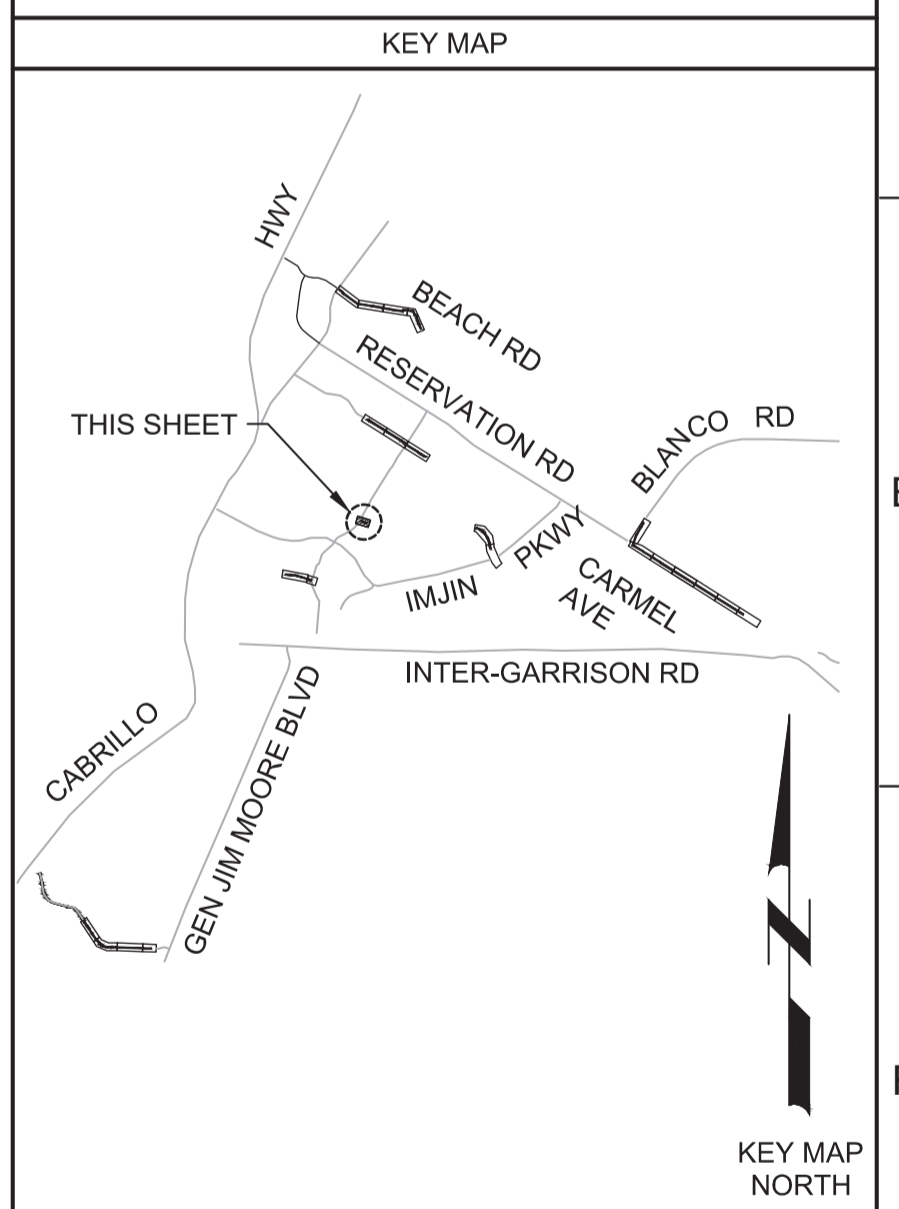 KEY MAP
HWY
BEACH RD
RESERVATION RD
THIS SHEET
BLANCO RD
IMJIN PKWY
CARMEL
AVE
INTER-GARRISON RD
CABRILLO
GEN JIM MOORE BLVD
N
KEY MAP
NORTH